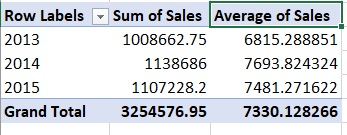 Row Labels Sum of Sales Average of Sales
2013 1008662.75 6815.288851
2014 1138686 7693.824324
2015 1107228.2 7481.271622
Grand Total 3254576.95 7330.128266